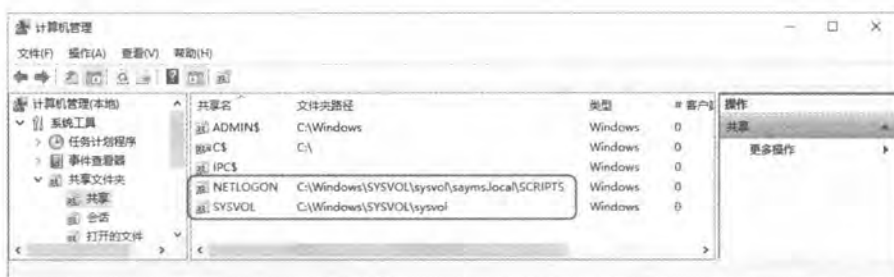 计算机管理
文件(F) 操作(A) 查看(V) 帮助(H)
计算机管理(本地)
系统工具
任务计划程序
事件查看器
共享文件夹
共享
会话
打开的文件
共享名 文件夹路径 类型 # 客户端
ADMIN$ C:\Windows Windows 0
C$ C:\ Windows 0
IPC$ Windows 0
NETLOGON C:\Windows\SYSVOL\sysvol\sayms.local\SCRIPTS Windows 0
SYSVOL C:\Windows\SYSVOL\sysvol Windows 0
操作
共享
更多操作